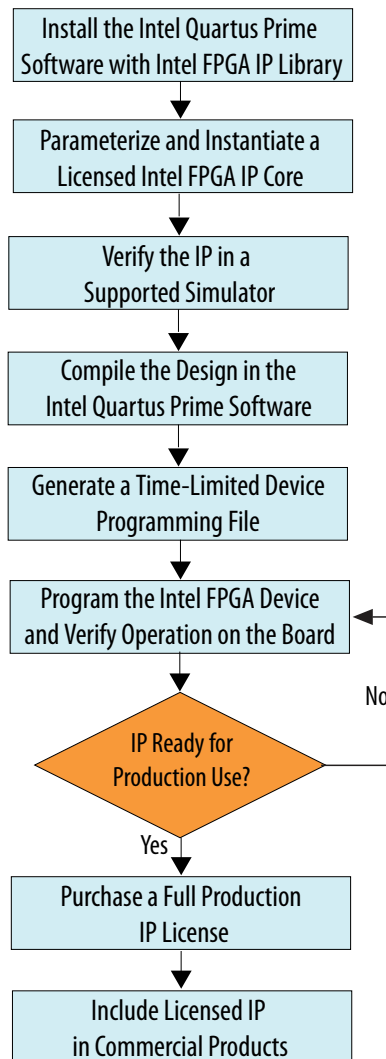 Install the Intel Quartus Prime
Software with Intel FPGA IP Library
Parameterize and Instantiate a
Licensed Intel FPGA IP Core
Verify the IP in a
Supported Simulator
Compile the Design in the
Intel Quartus Prime Software
Generate a Time-Limited Device
Programming File
Program the Intel FPGA Device
and Verify Operation on the Board
No
IP Ready for
Production Use?
Yes
Purchase a Full Production
IP License
Include Licensed IP
in Commercial Products